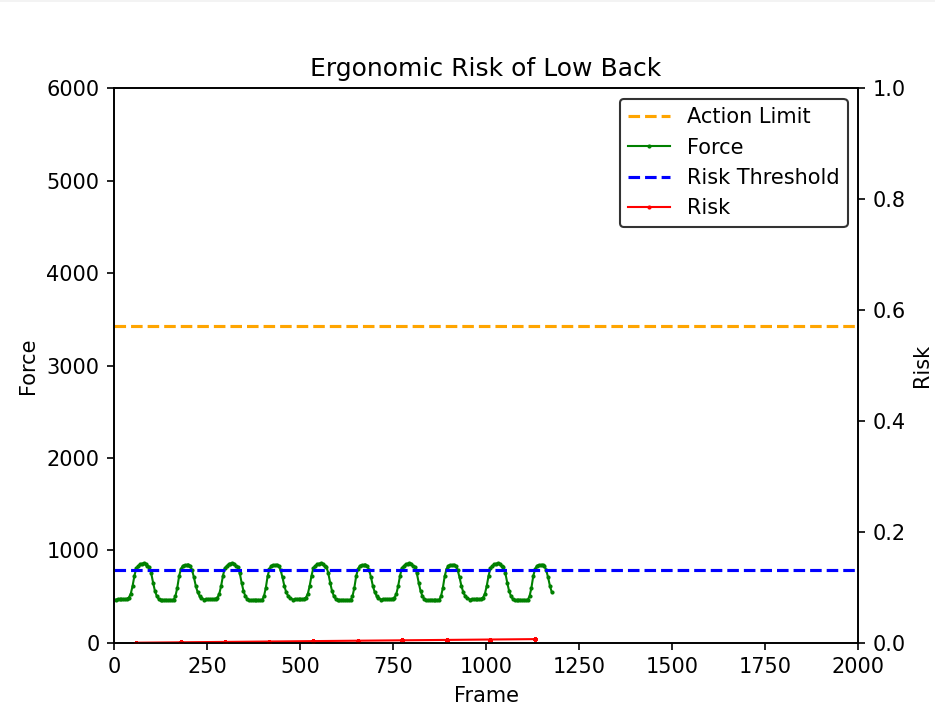 Ergonomic Risk of Low Back
6000
5000
4000
3000
2000
1000
0
Force
Action Limit
Force
Risk Threshold
Risk
1.0
0.8
0.6
0.4
0.2
0.0
Risk
0 250 500 750 1000 1250 1500 1750 2000
Frame